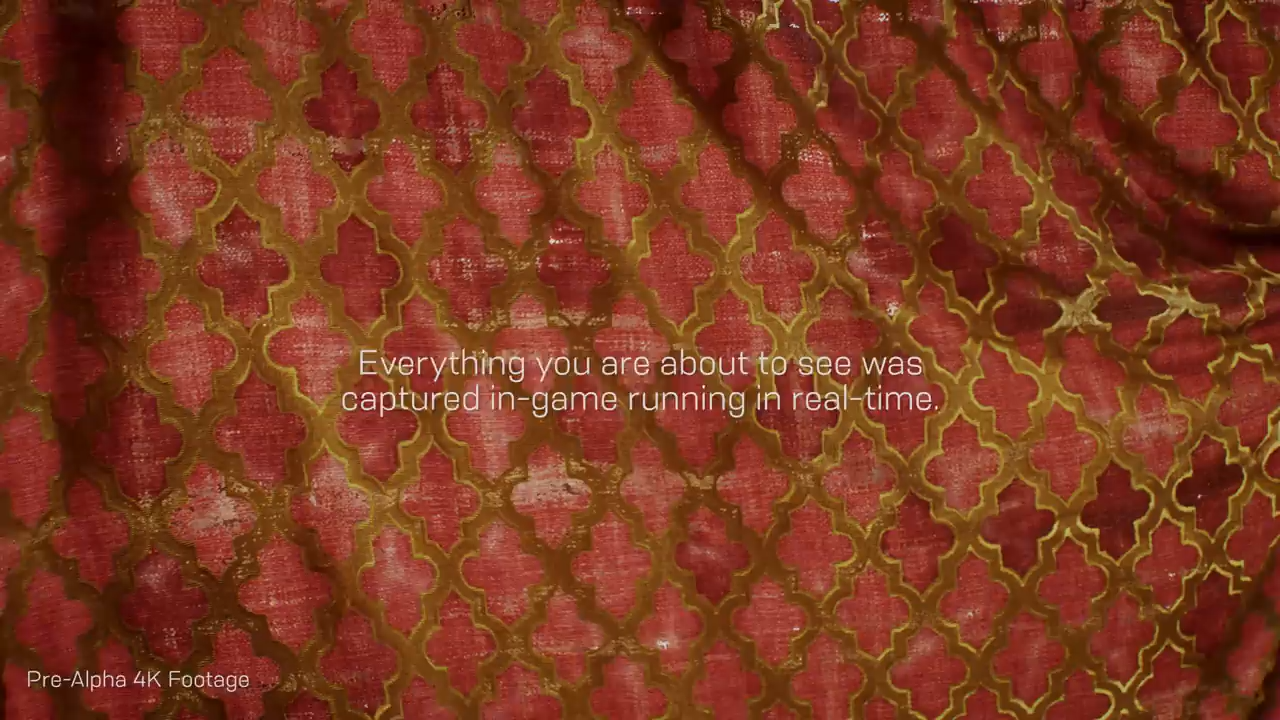 Everything you are about to see was
captured in-game running in real-time.
Pre-Alpha 4K Footage